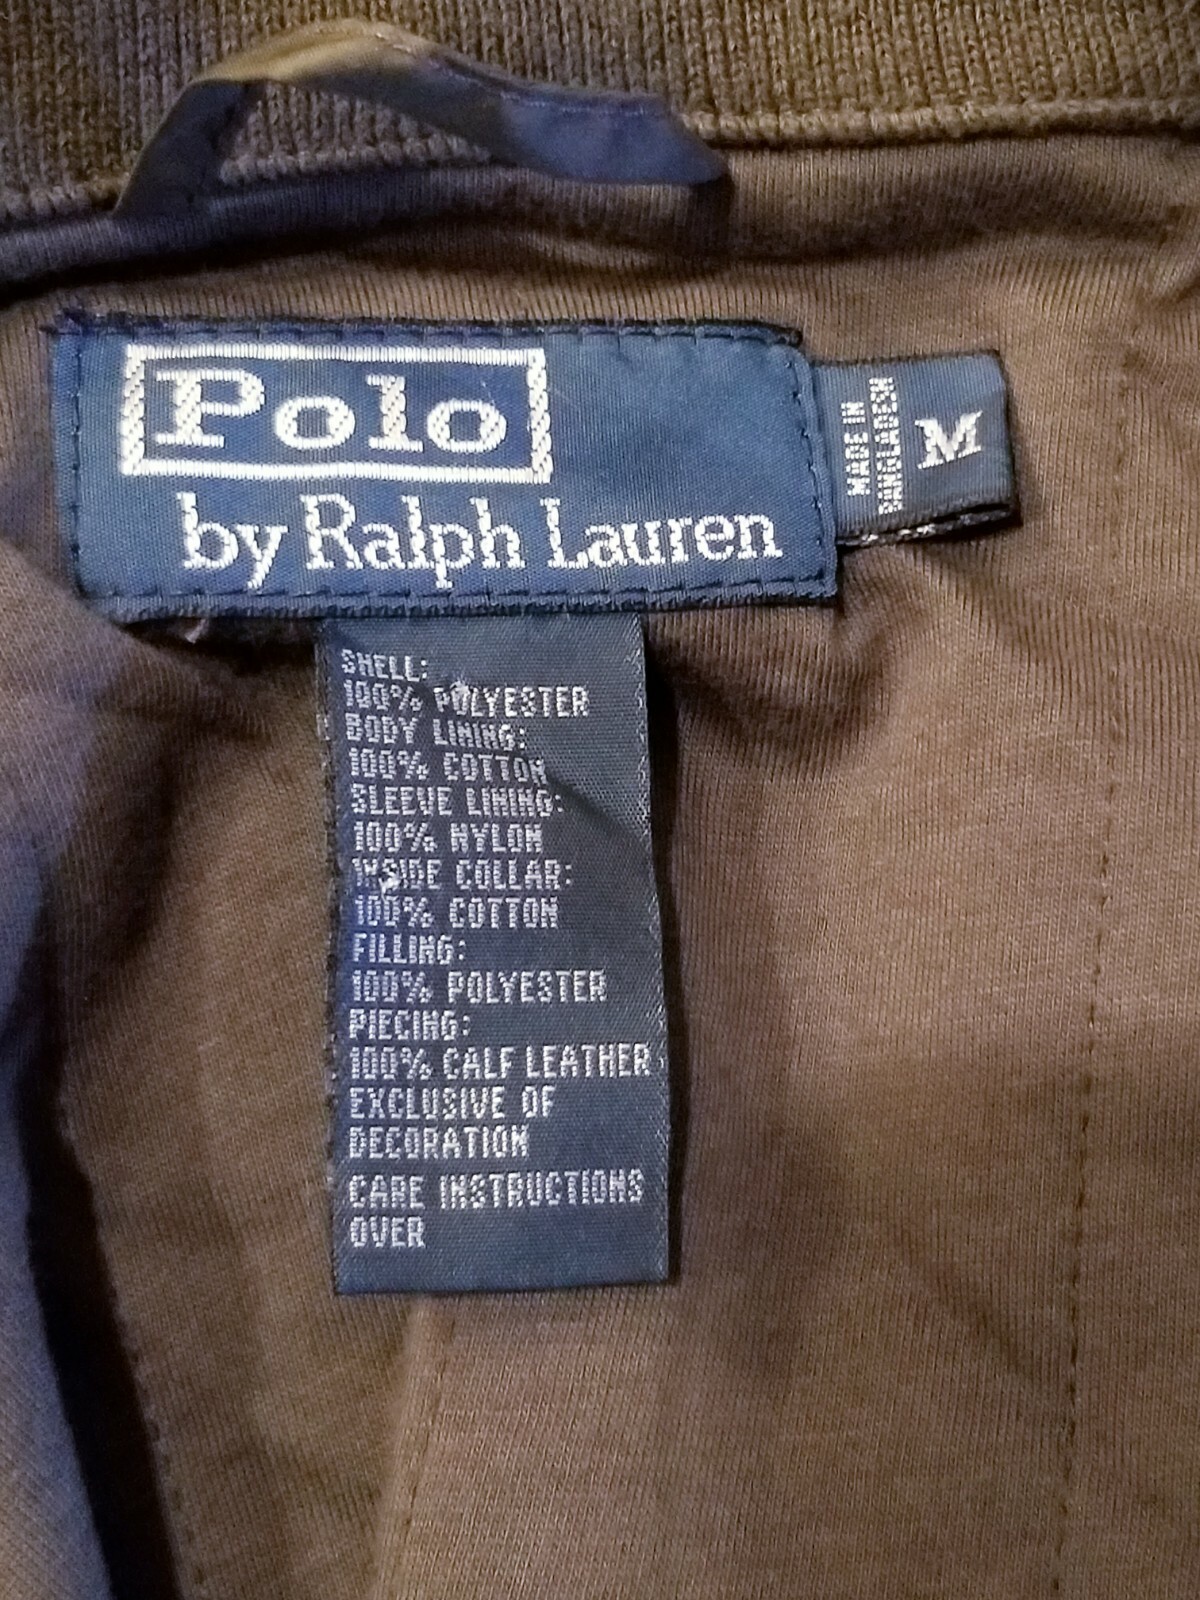 Polo
by Ralph Lauren
MADE IN
BANGLADESH
M
SHELL:
100% POLYESTER
BODY LINING:
100% COTTON
SLEEVE LINING:
100% NYLON
INSIDE COLLAR:
100% COTTON
FILLING:
100% POLYESTER
PIECING:
100% CALF LEATHER
EXCLUSIVE OF
DECORATION
CARE INSTRUCTIONS
OVER